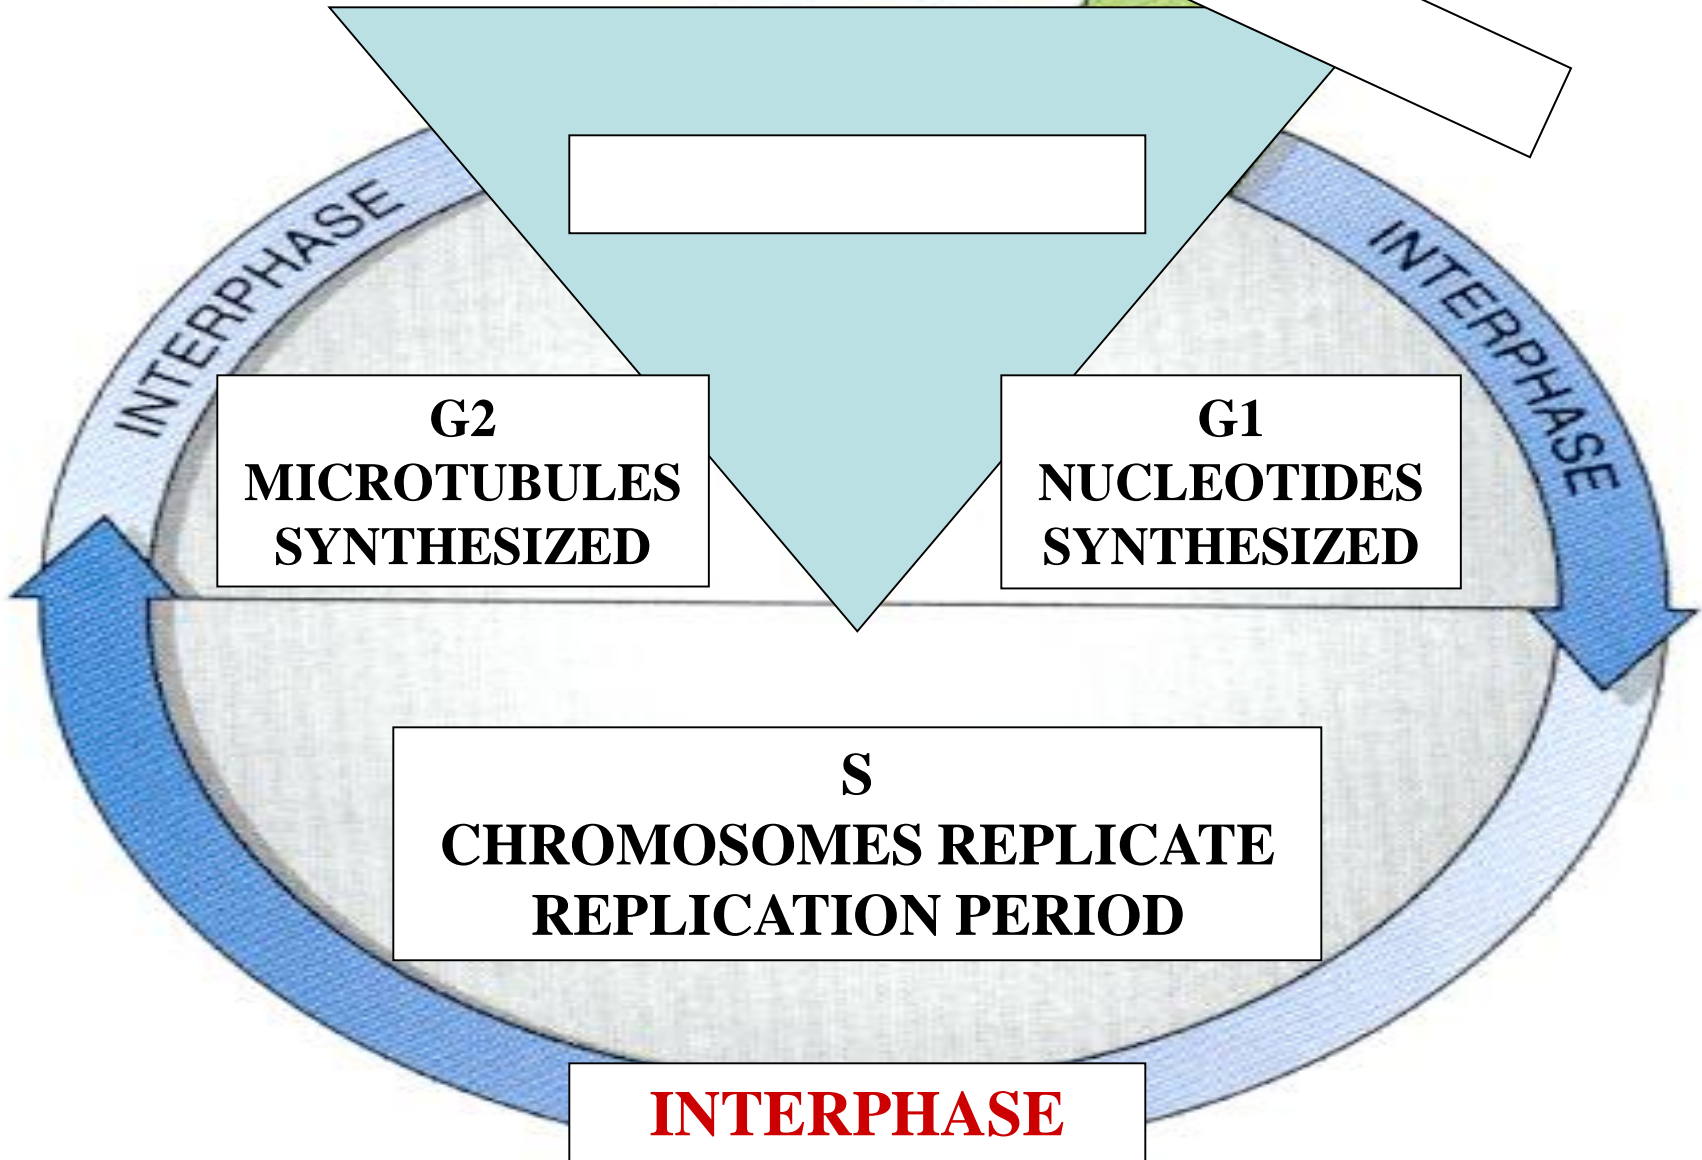 INTERPHASE
INTERPHASE
G2
MICROTUBULES
SYNTHESIZED
G1
NUCLEOTIDES
SYNTHESIZED
S
CHROMOSOMES REPLICATE
REPLICATION PERIOD
INTERPHASE